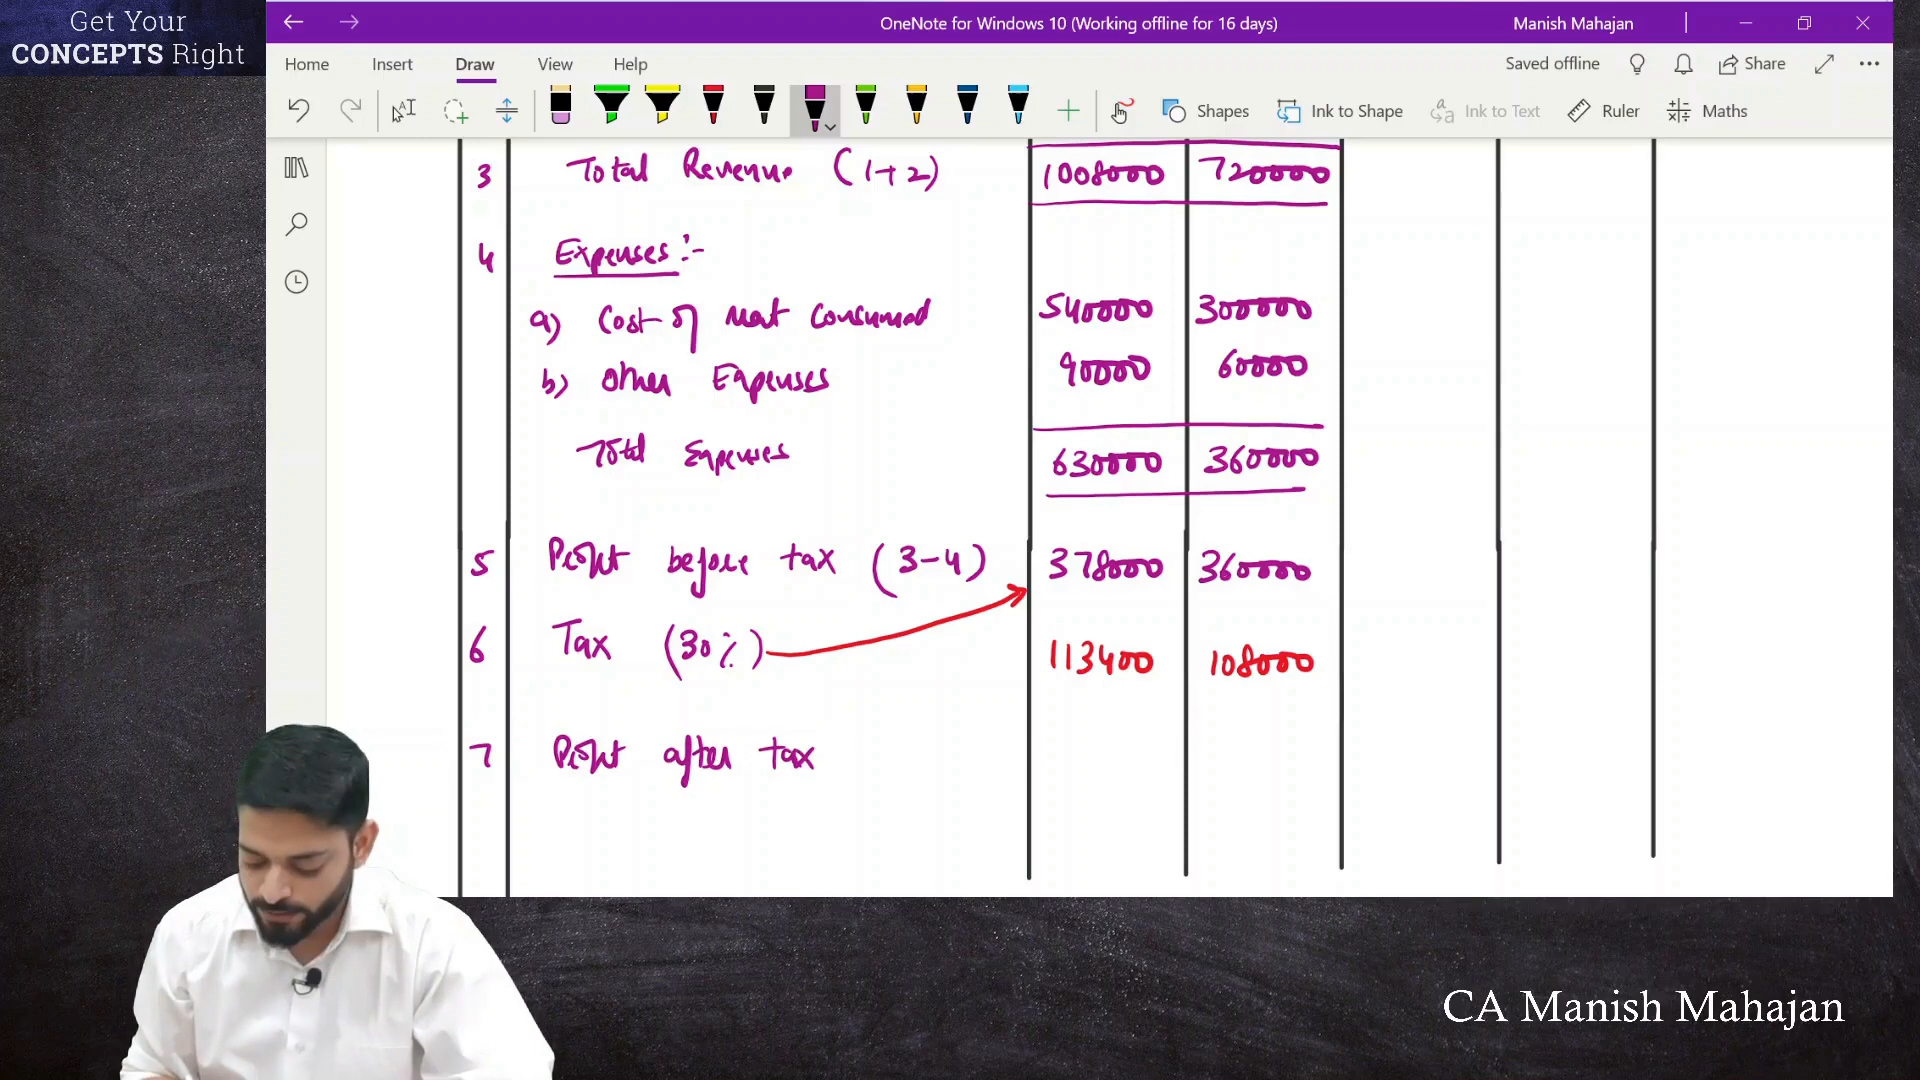 Get Your
CONCEPTS Right
OneNote for Windows 10 (Working offline for 16 days)
Manish Mahajan
Home Insert Draw View Help
Saved offline
Share
Shapes
Ink to Shape
Ink to Text
Ruler
Maths
3 Total Revenue (1+2) 1008000 720000
4 Expenses :-
a) Cost of mat Consumed 540000 300000
b) Other Expenses 90000 60000
Total Expenses 630000 360000
5 Profit before tax (3-4) 378000 360000
6 Tax (30%) 113400 108000
7 Profit after tax
CA Manish Mahajan